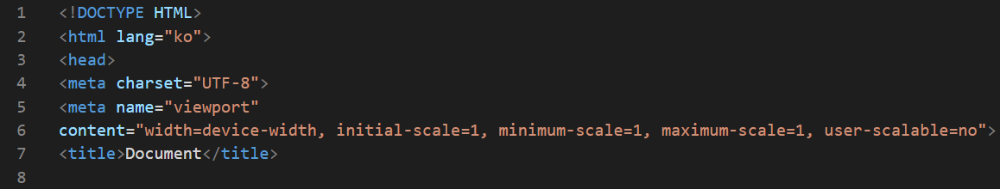 1 <!DOCTYPE HTML>
2 <html lang="ko">
3 <head>
4 <meta charset="UTF-8">
5 <meta name="viewport"
6 content="width=device-width, initial-scale=1, minimum-scale=1, maximum-scale=1, user-scalable=no">
7 <title>Document</title>
8